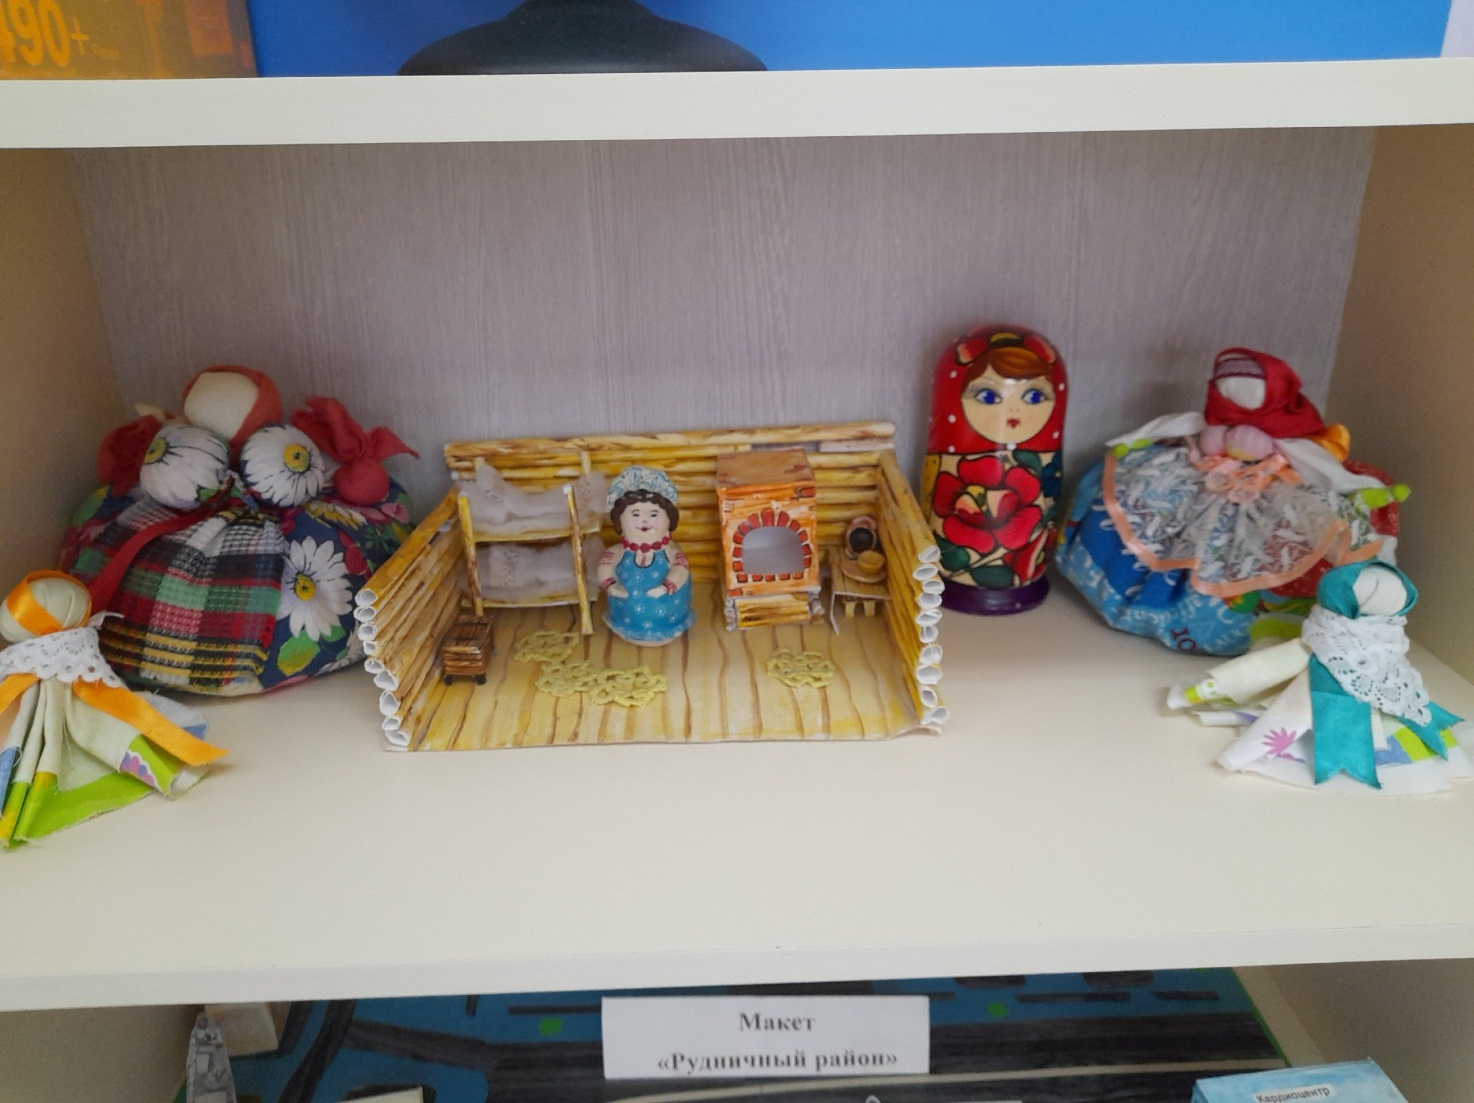 490+
Макет
«Рудничный район»
Кардиоцентр